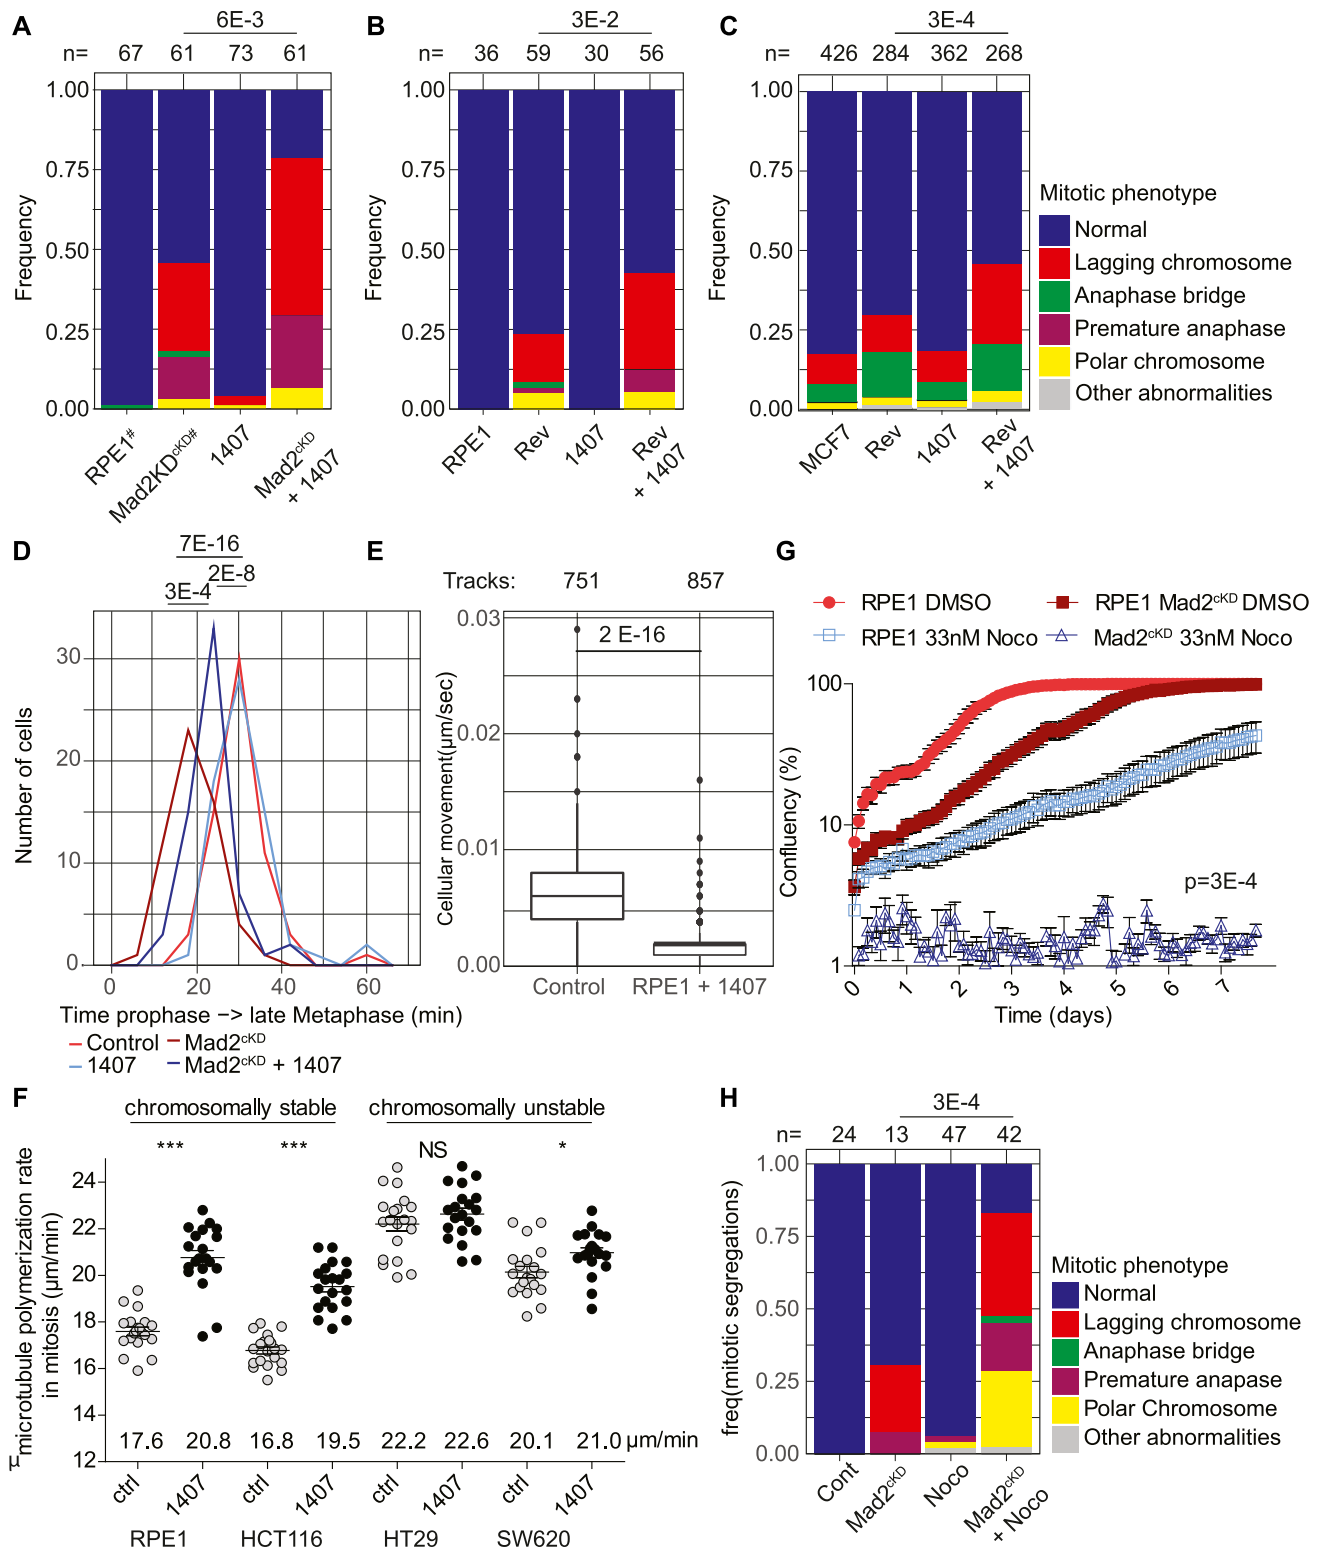 A
6E-3
n= 67 61 73 61
1.00
0.75
0.50
0.25
0.00
Frequency
RPE1#
Mad2KDcKD#
1407
Mad2cKD
+ 1407
B
3E-2
n= 36 59 30 56
1.00
0.75
0.50
0.25
0.00
Frequency
RPE1
Rev
1407
Rev
+ 1407
C
3E-4
n= 426 284 362 268
1.00
0.75
0.50
0.25
0.00
Frequency
MCF7
Rev
1407
Rev
+ 1407
Mitotic phenotype
Normal
Lagging chromosome
Anaphase bridge
Premature anaphase
Polar chromosome
Other abnormalities
D
7E-16
2E-8
3E-4
30
20
10
0
Number of cells
0 20 40 60
Time prophase −> late Metaphase (min)
Control
Mad2cKD
1407
Mad2cKD + 1407
E
Tracks: 751 857
2 E-16
0.03
0.02
0.01
0.00
Cellular movement(µm/sec)
Control RPE1 + 1407
G
RPE1 DMSO
RPE1 Mad2cKD DMSO
RPE1 33nM Noco
Mad2cKD 33nM Noco
100
10
1
Confluency (%)
p=3E-4
0 1 2 3 4 5 6 7
Time (days)
F
chromosomally stable
chromosomally unstable
*** *** NS *
24
22
20
18
16
14
12
µmicrotubule polymerization rate
in mitosis (µm/min)
17.6 20.8 16.8 19.5 22.2 22.6 20.1 21.0 µm/min
ctrl 1407 ctrl 1407 ctrl 1407 ctrl 1407
RPE1 HCT116 HT29 SW620
H
3E-4
n= 24 13 47 42
1.00
0.75
0.50
0.25
0.00
freq(mitotic segregations)
Cont
Mad2cKD
Noco
Mad2cKD
+ Noco
Mitotic phenotype
Normal
Lagging chromosome
Anaphase bridge
Premature anapase
Polar Chromosome
Other abnormalities